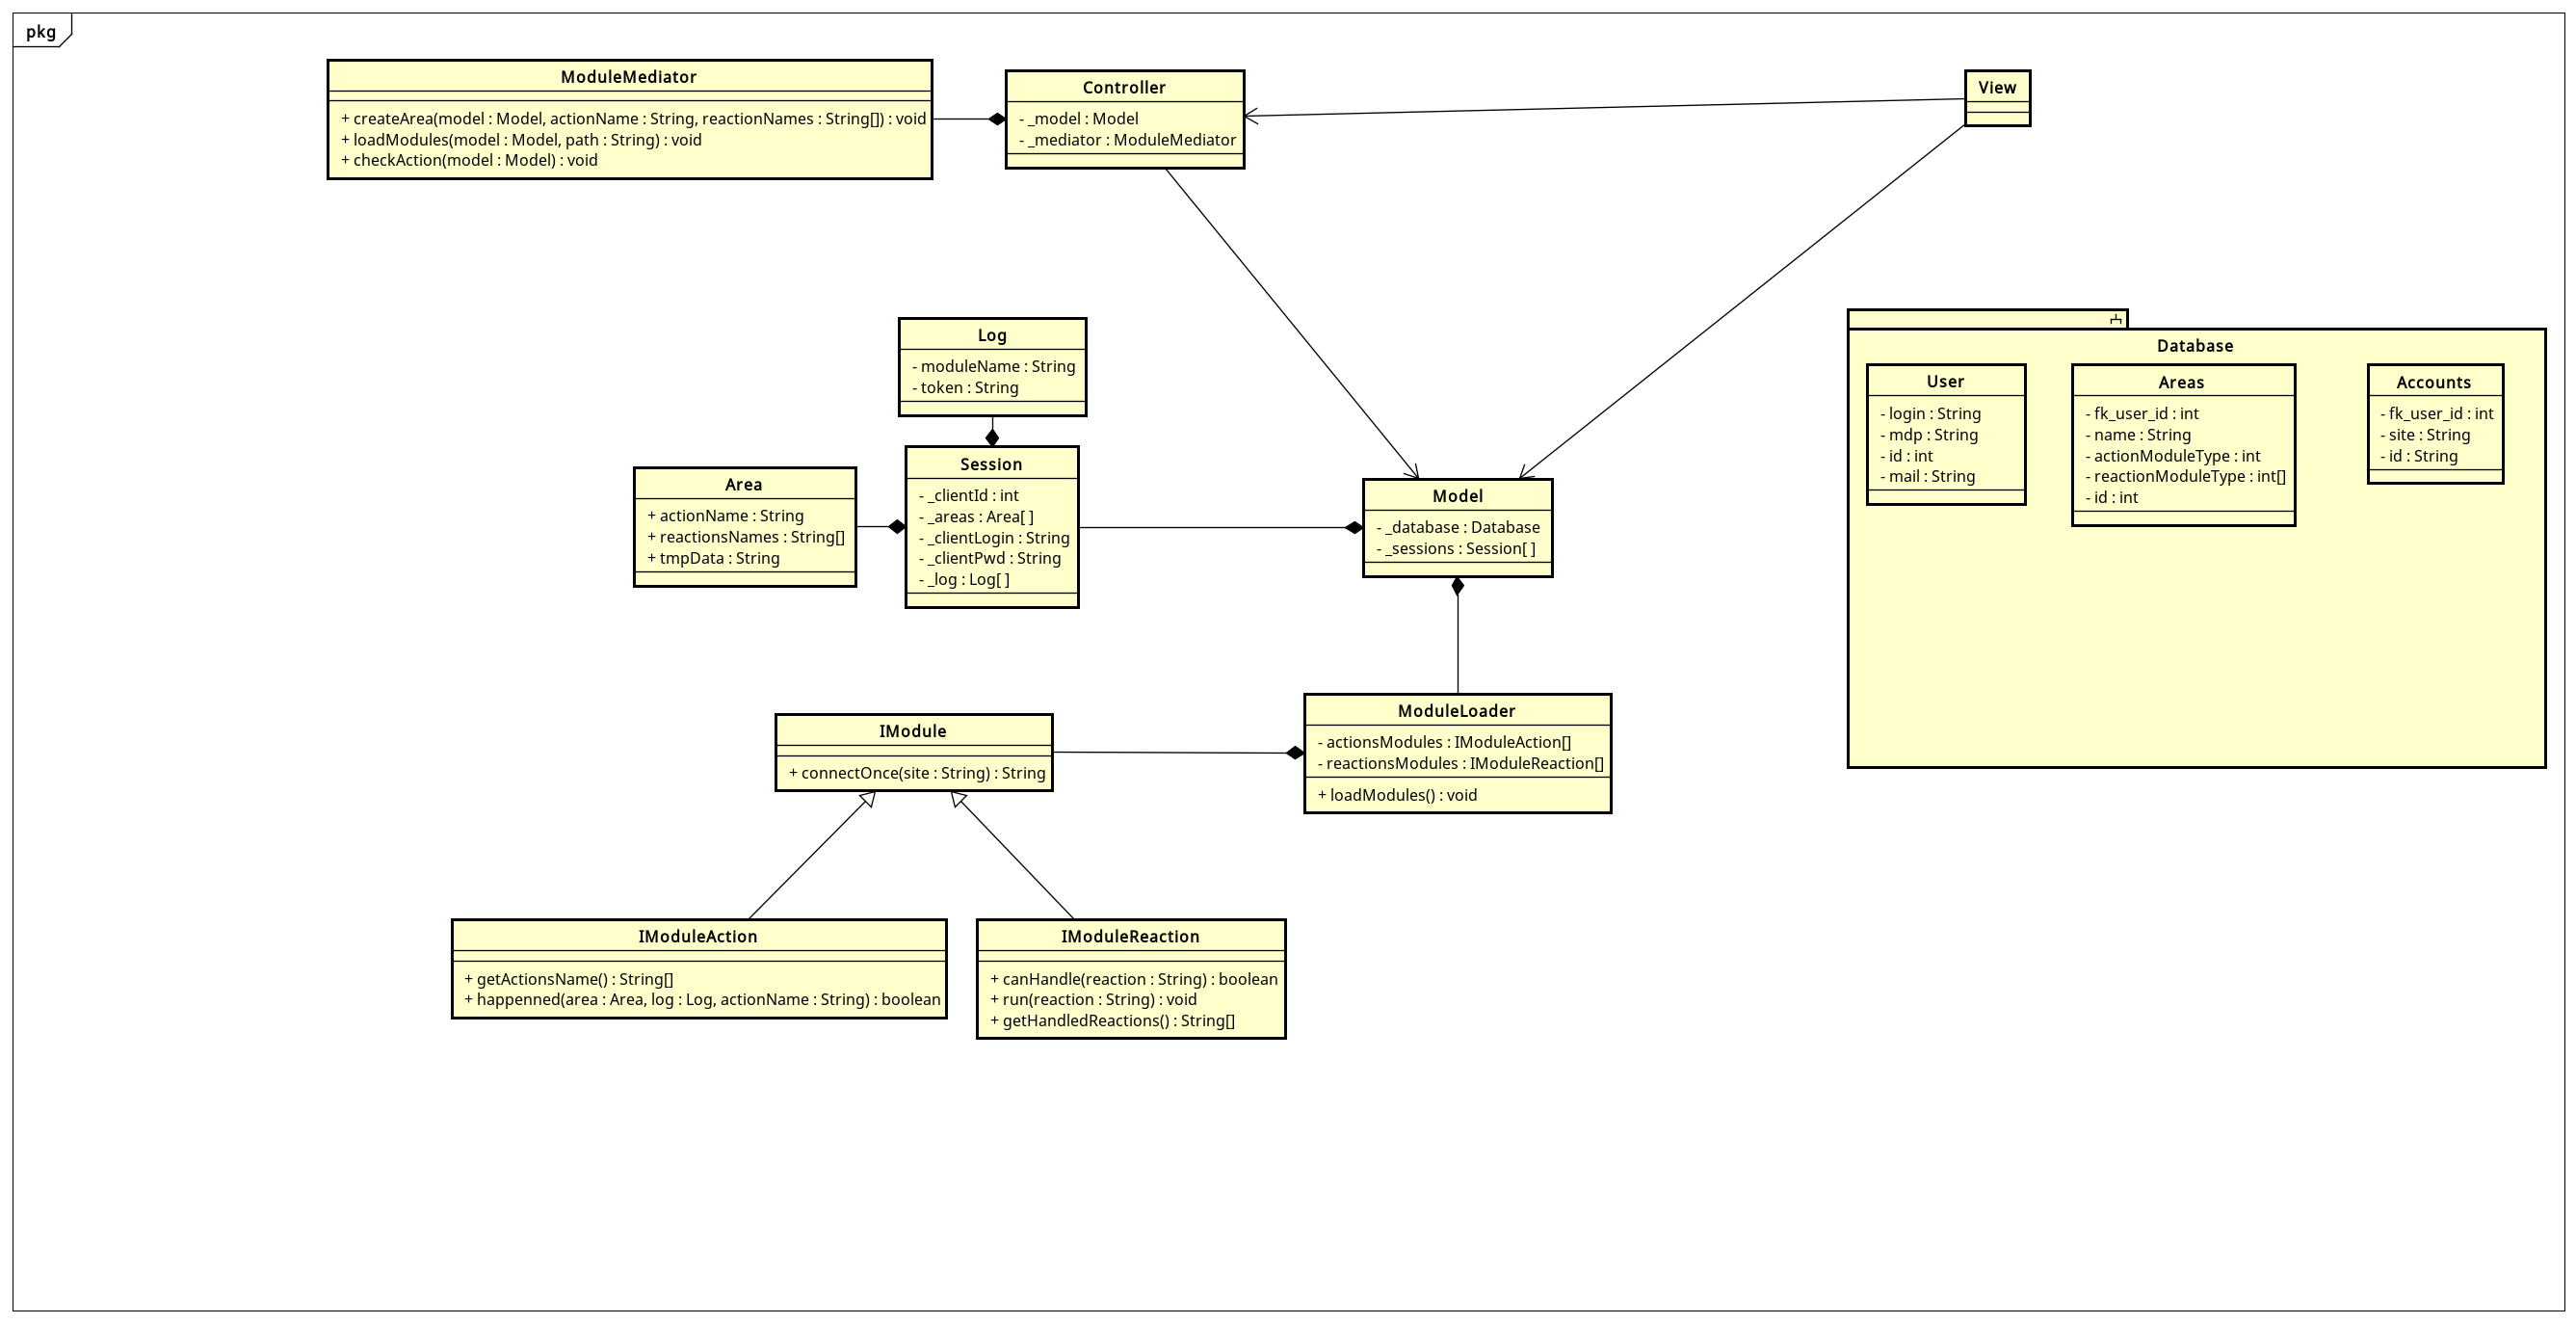 pkg
ModuleMediator
+ createArea(model : Model, actionName : String, reactionNames : String[]) : void
+ loadModules(model : Model, path : String) : void
+ checkAction(model : Model) : void
Controller
- _model : Model
- _mediator : ModuleMediator
View
Log
- moduleName : String
- token : String
Area
+ actionName : String
+ reactionsNames : String[]
+ tmpData : String
Session
- _clientId : int
- _areas : Area[ ]
- _clientLogin : String
- _clientPwd : String
- _log : Log[ ]
Model
- _database : Database
- _sessions : Session[ ]
Database
User
- login : String
- mdp : String
- id : int
- mail : String
Areas
- fk_user_id : int
- name : String
- actionModuleType : int
- reactionModuleType : int[]
- id : int
Accounts
- fk_user_id : int
- site : String
- id : String
IModule
+ connectOnce(site : String) : String
ModuleLoader
- actionsModules : IModuleAction[]
- reactionsModules : IModuleReaction[]
+ loadModules() : void
IModuleAction
+ getActionsName() : String[]
+ happenned(area : Area, log : Log, actionName : String) : boolean
IModuleReaction
+ canHandle(reaction : String) : boolean
+ run(reaction : String) : void
+ getHandledReactions() : String[]